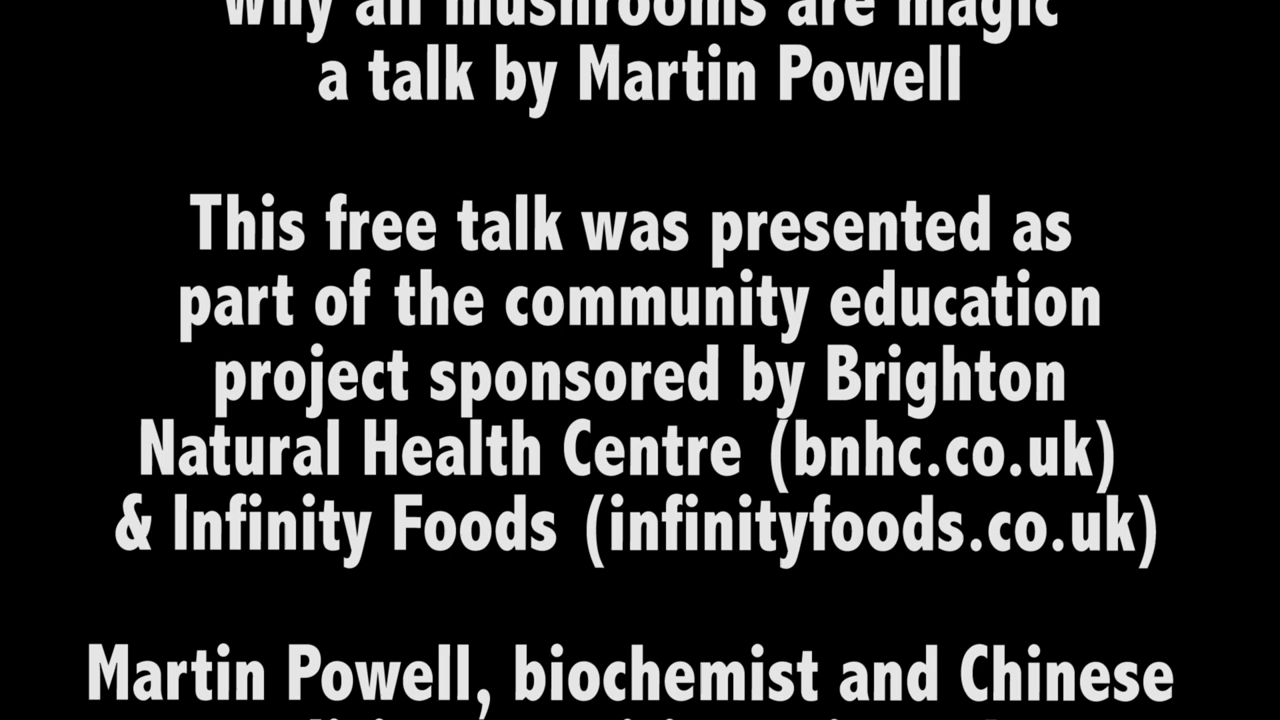 why all mushrooms are magic
a talk by Martin Powell
This free talk was presented as
part of the community education
project sponsored by Brighton
Natural Health Centre (bnhc.co.uk)
& Infinity Foods (infinityfoods.co.uk)
Martin Powell, biochemist and Chinese